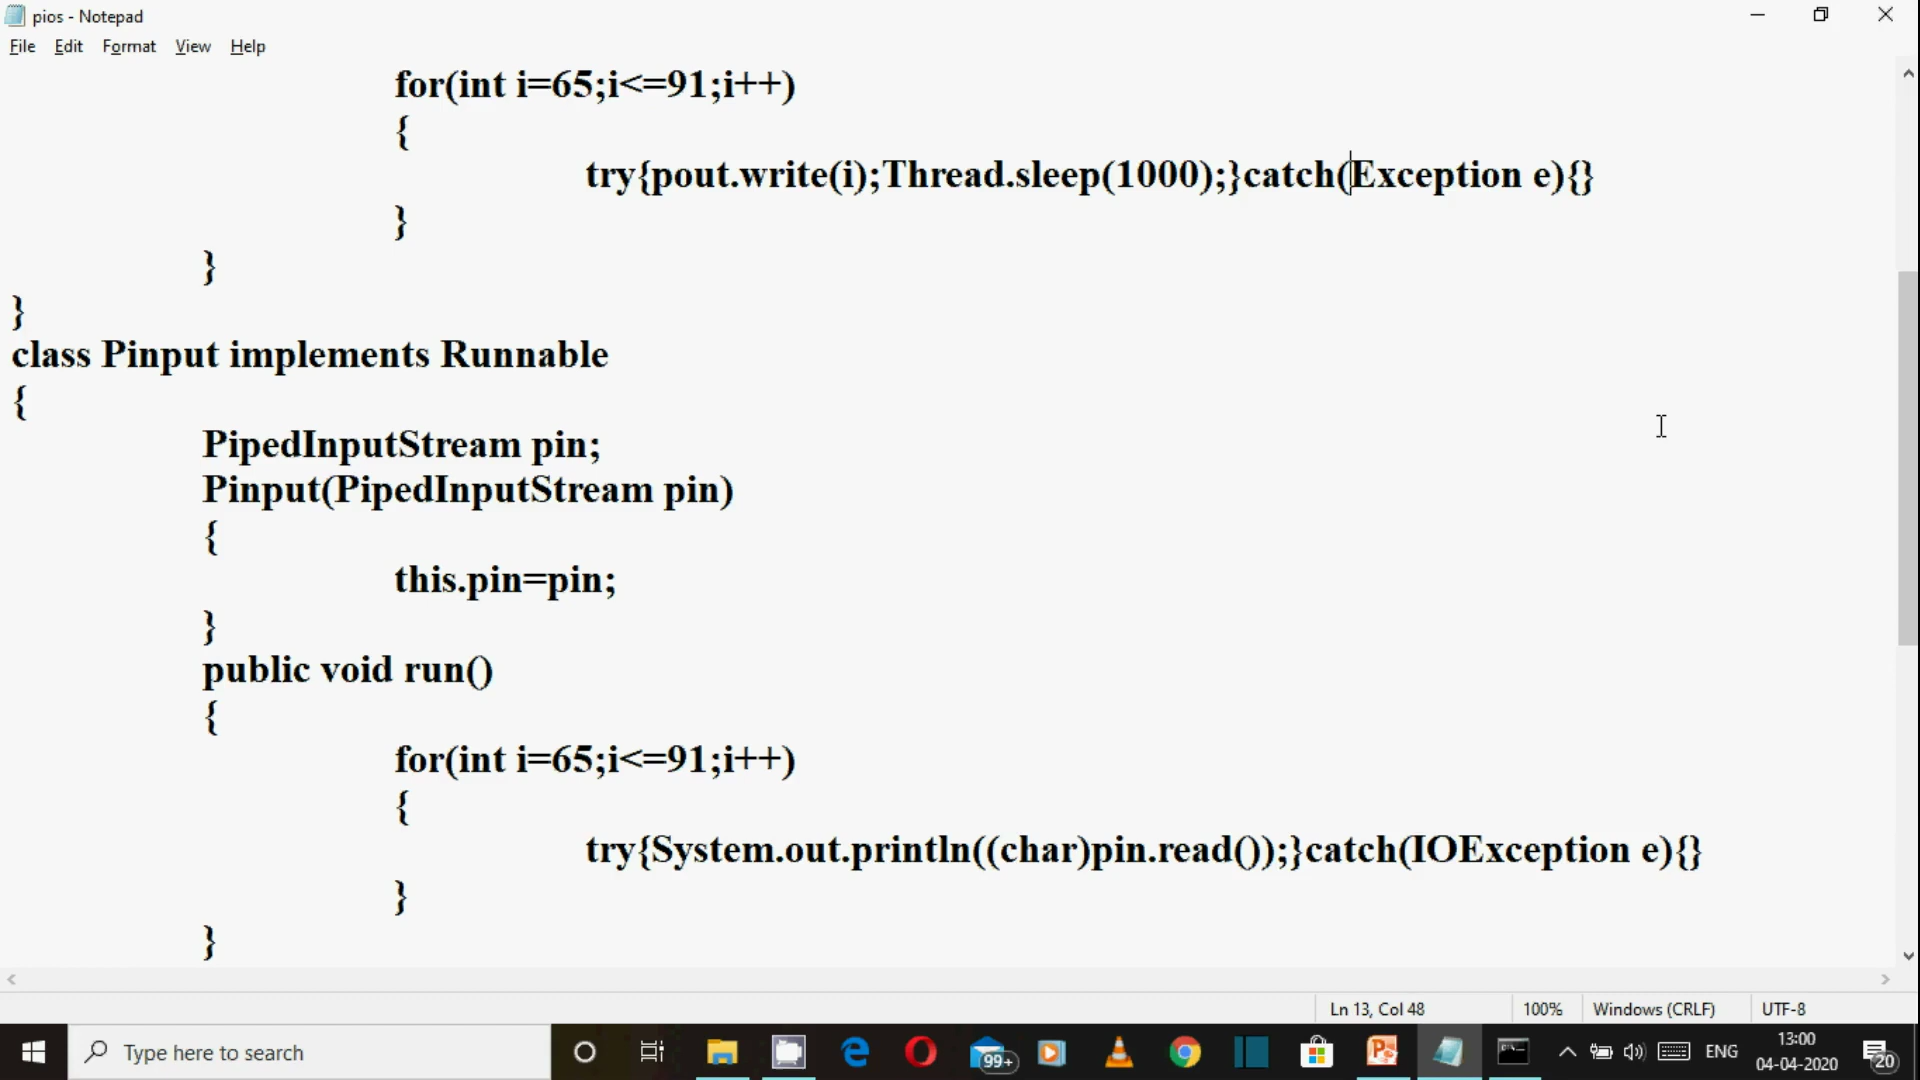 pios - Notepad
File Edit Format View Help
for(int i=65;i<=91;i++)
{
try{pout.write(i);Thread.sleep(1000);}catch(Exception e){}
}
}
}
class Pinput implements Runnable
{
PipedInputStream pin;
Pinput(PipedInputStream pin)
{
this.pin=pin;
}
public void run()
{
for(int i=65;i<=91;i++)
{
try{System.out.println((char)pin.read());}catch(IOException e){}
}
}
Ln 13, Col 48 100% Windows (CRLF) UTF-8
Type here to search 99+ ENG 13:00
04-04-2020 20